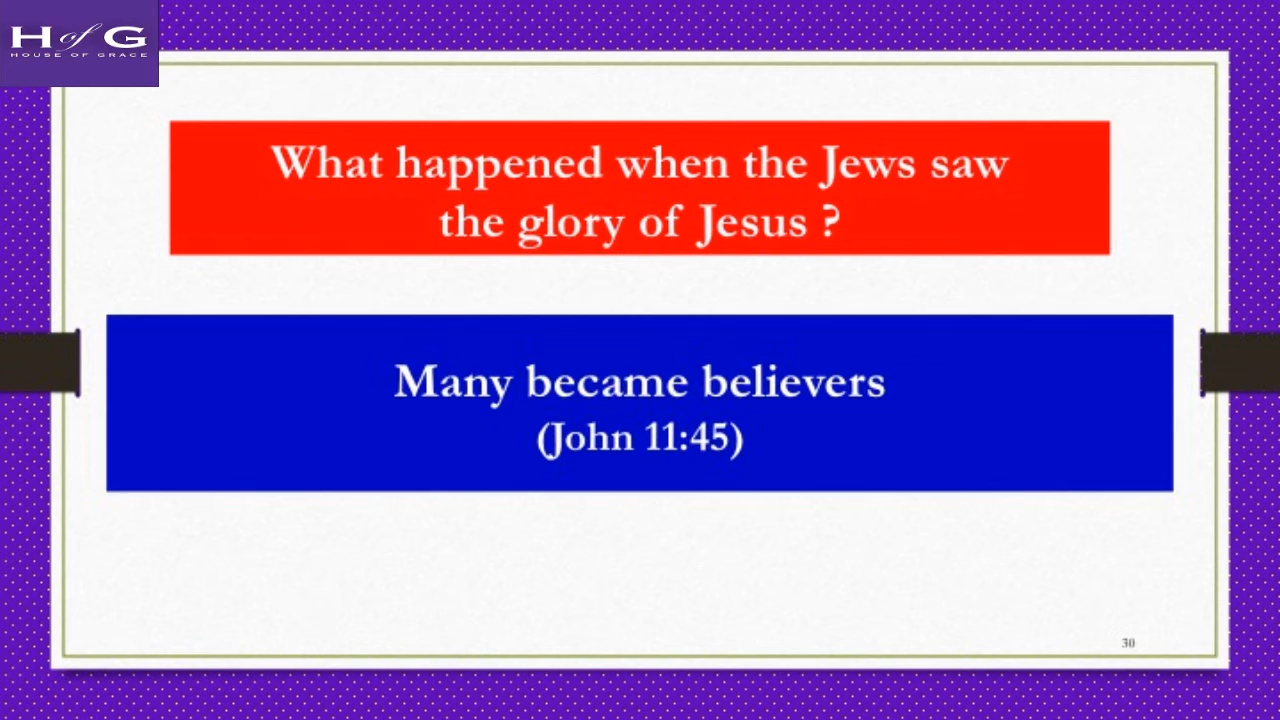 H of G
HOUSE OF GRACE
What happened when the Jews saw
the glory of Jesus ?
Many became believers
(John 11:45)
30